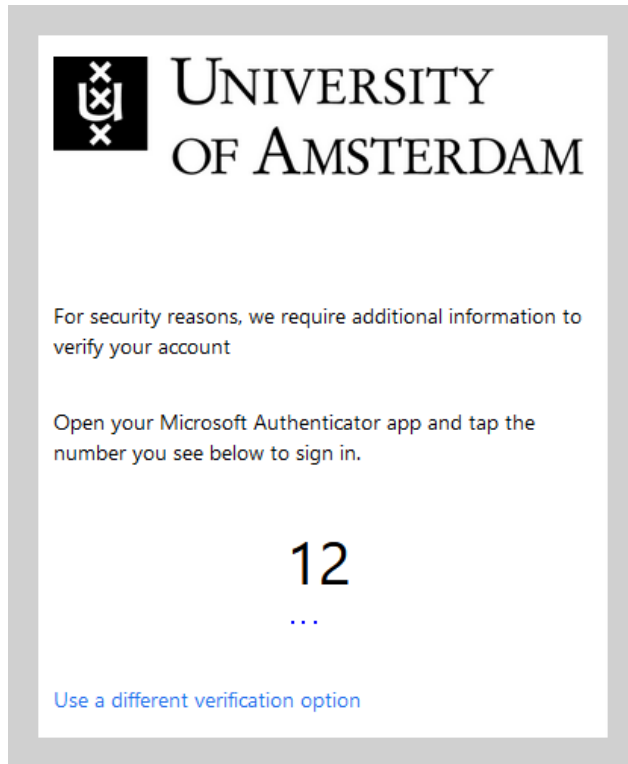 UNIVERSITY
OF AMSTERDAM
For security reasons, we require additional information to
verify your account
Open your Microsoft Authenticator app and tap the
number you see below to sign in.
12
...
Use a different verification option